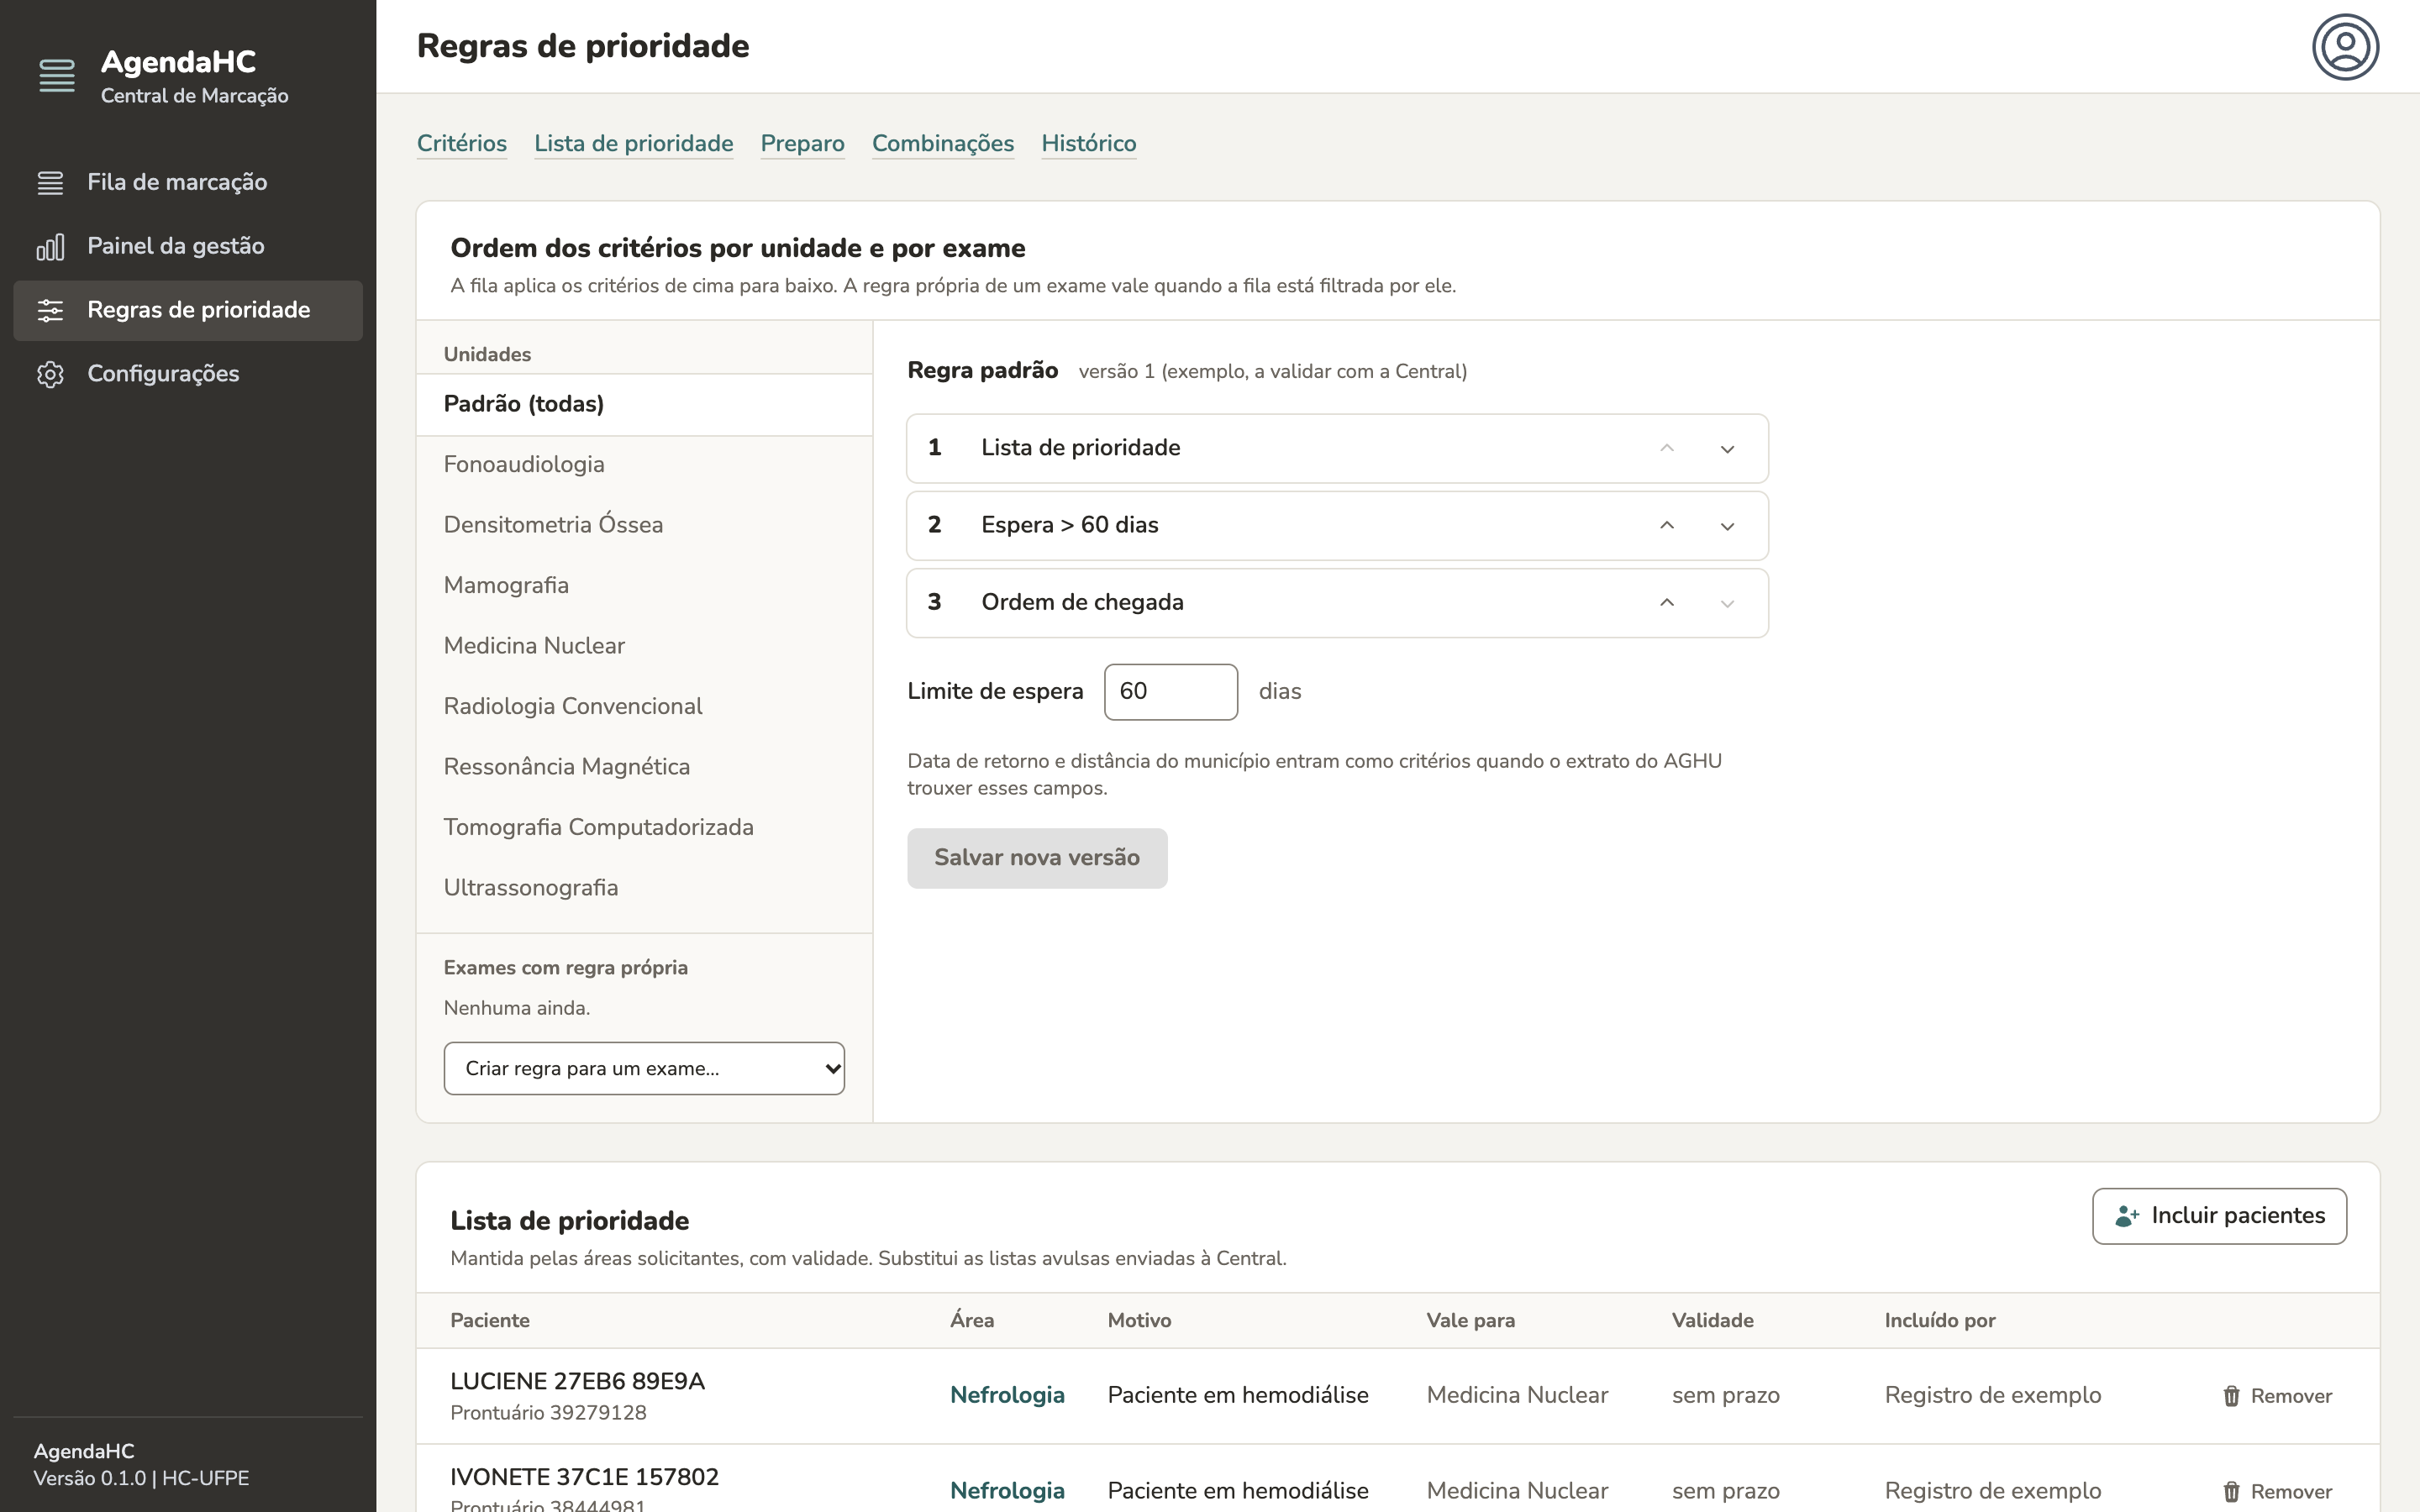 AgendaHC
Central de Marcação
Fila de marcação
Painel da gestão
Regras de prioridade
Configurações
AgendaHC
Versão 0.1.0 | HC-UFPE
Regras de prioridade
Critérios Lista de prioridade Preparo Combinações Histórico
Ordem dos critérios por unidade e por exame
A fila aplica os critérios de cima para baixo. A regra própria de um exame vale quando a fila está filtrada por ele.
Unidades
Padrão (todas)
Fonoaudiologia
Densitometria Óssea
Mamografia
Medicina Nuclear
Radiologia Convencional
Ressonância Magnética
Tomografia Computadorizada
Ultrassonografia
Exames com regra própria
Nenhuma ainda.
Criar regra para um exame...
Regra padrão versão 1 (exemplo, a validar com a Central)
1 Lista de prioridade
2 Espera > 60 dias
3 Ordem de chegada
Limite de espera 60 dias
Data de retorno e distância do município entram como critérios quando o extrato do AGHU
trouxer esses campos.
Salvar nova versão
Lista de prioridade
Mantida pelas áreas solicitantes, com validade. Substitui as listas avulsas enviadas à Central.
Incluir pacientes
Paciente Área Motivo Vale para Validade Incluído por
LUCIENE 27EB6 89E9A
Prontuário 39279128
Nefrologia Paciente em hemodiálise Medicina Nuclear sem prazo Registro de exemplo Remover
IVONETE 37C1E 157802
Prontuário 38444981
Nefrologia Paciente em hemodiálise Medicina Nuclear sem prazo Registro de exemplo Remover